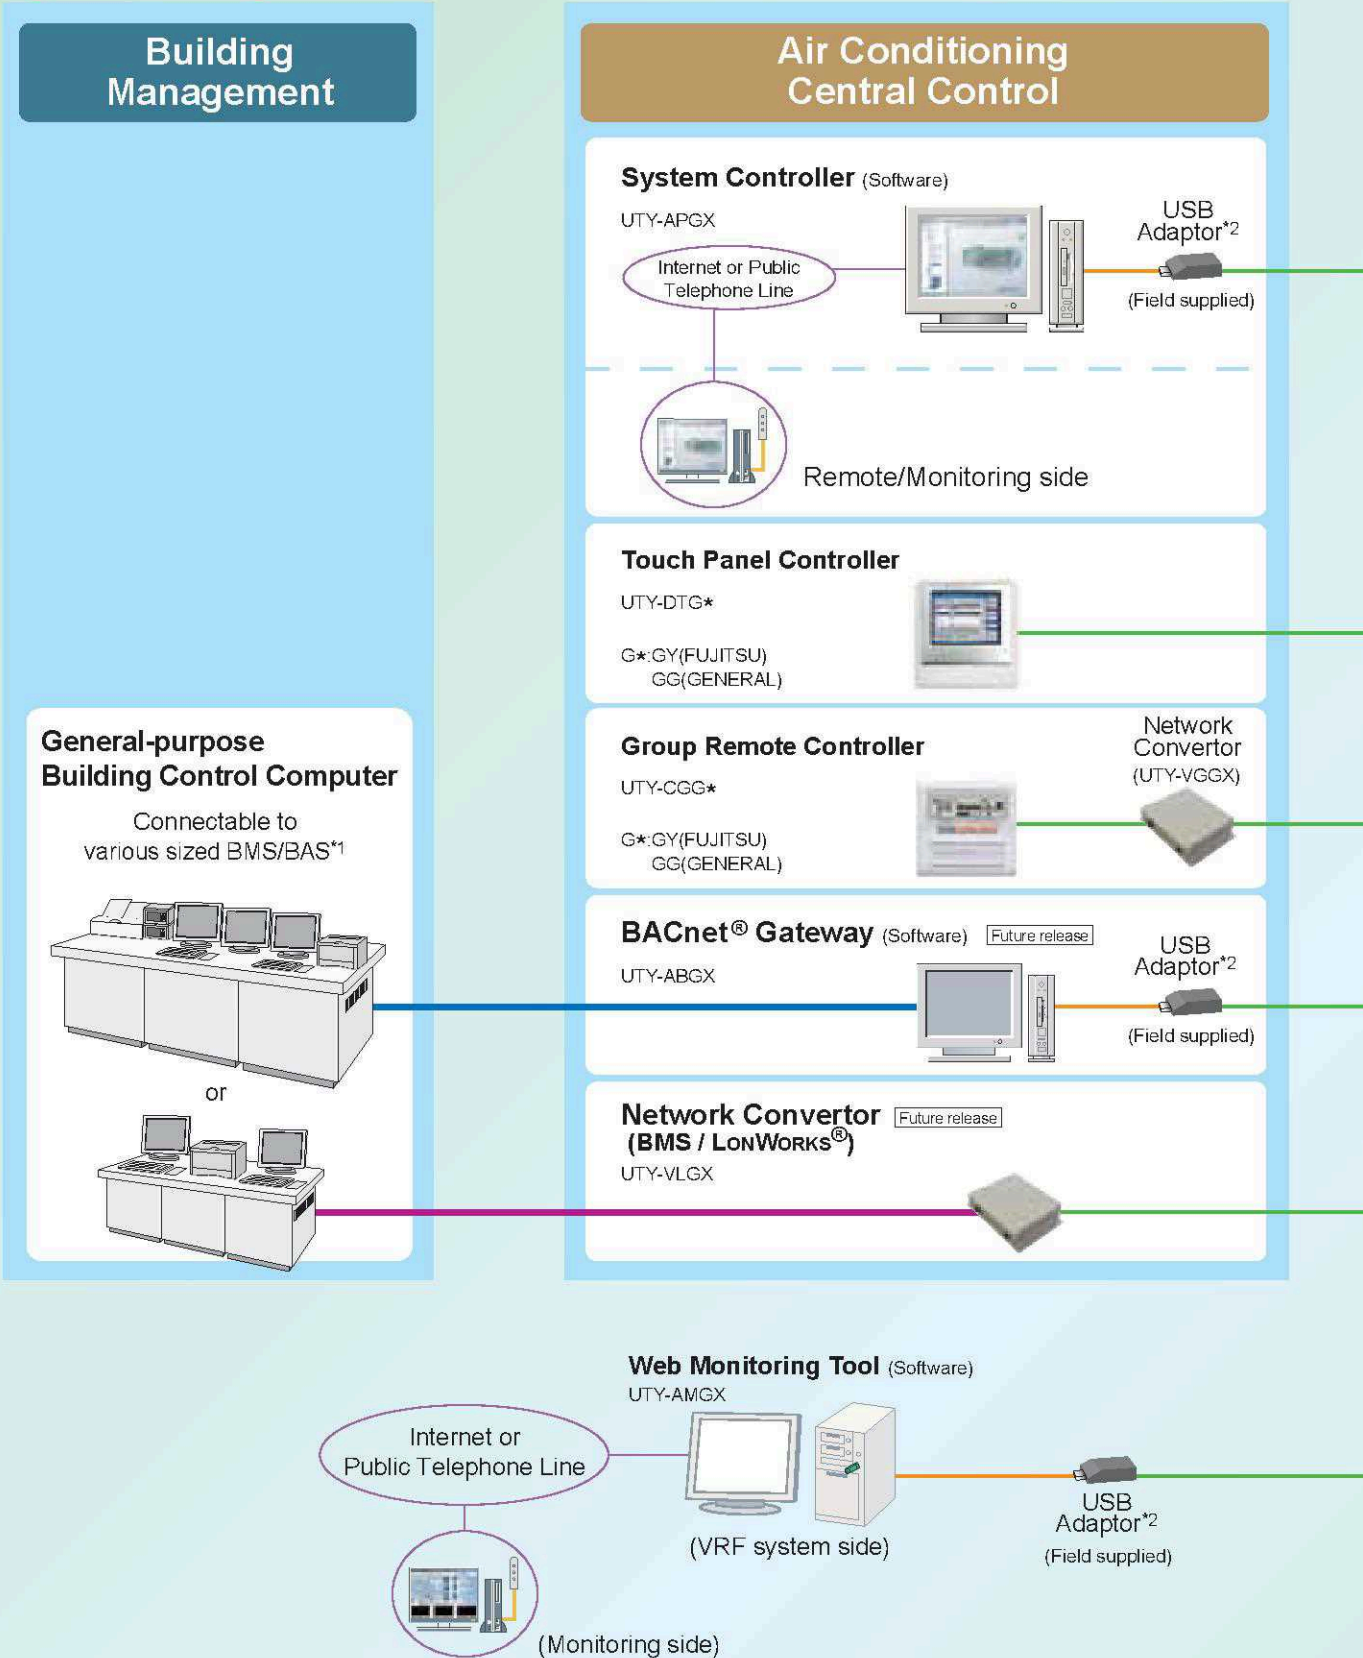 Building
Management
Air Conditioning
Central Control
System Controller (Software)
UTY-APGX
Internet or Public
Telephone Line
USB
Adaptor*2
(Field supplied)
Remote/Monitoring side
Touch Panel Controller
UTY-DTG*
G*:GY(FUJITSU)
GG(GENERAL)
General-purpose
Building Control Computer
Connectable to
various sized BMS/BAS*1
or
Group Remote Controller
UTY-CGG*
G*:GY(FUJITSU)
GG(GENERAL)
Network
Convertor
(UTY-VGGX)
BACnet® Gateway (Software) Future release
UTY-ABGX
USB
Adaptor*2
(Field supplied)
Network Convertor Future release
(BMS / LONWORKS®)
UTY-VLGX
Web Monitoring Tool (Software)
UTY-AMGX
Internet or
Public Telephone Line
(VRF system side)
USB
Adaptor*2
(Field supplied)
(Monitoring side)